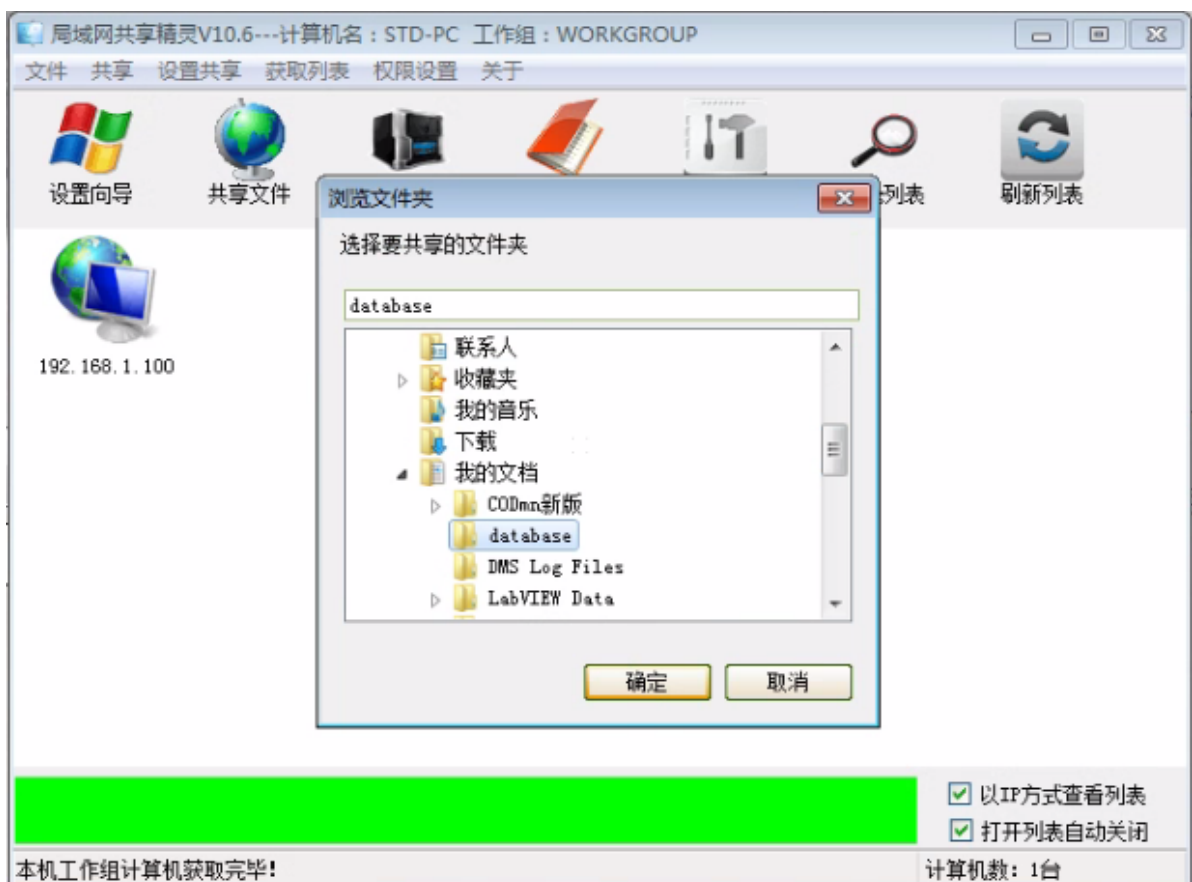 局域网共享精灵V10.6---计算机名：STD-PC 工作组：WORKGROUP
文件 共享 设置共享 获取列表 权限设置 关于
设置向导 共享文件 列表 刷新列表
浏览文件夹
选择要共享的文件夹
database
192.168.1.100
联系人
收藏夹
我的音乐
下载
我的文档
CODmn新版
database
DMS Log Files
LabVIEW Data
确定 取消
以IP方式查看列表
打开列表自动关闭
本机工作组计算机获取完毕! 计算机数: 1台